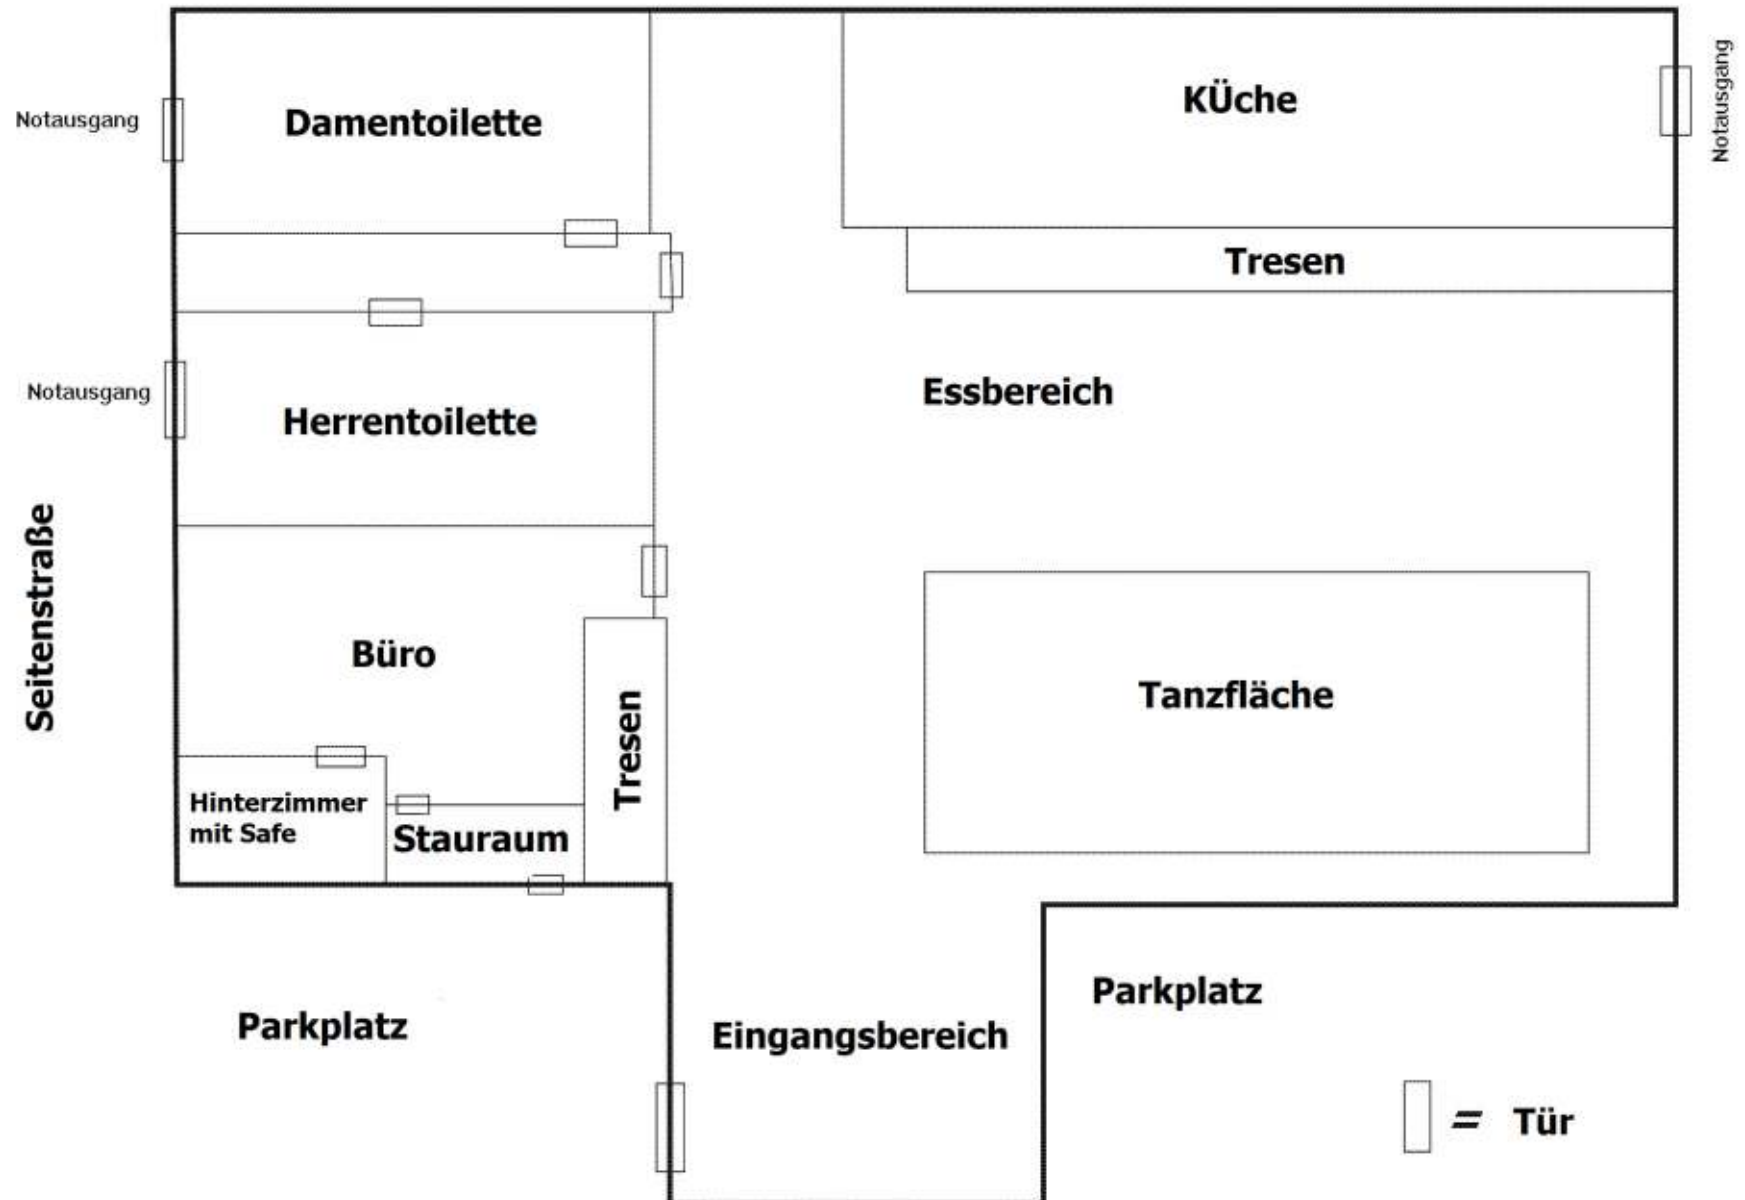 Notausgang
Damentoilette
KÜche
Notausgang
Tresen
Notausgang
Herrentoilette
Essbereich
Seitenstraße
Büro
Tresen
Tanzfläche
Hinterzimmer
mit Safe
Stauraum
Parkplatz
Eingangsbereich
Parkplatz
= Tür